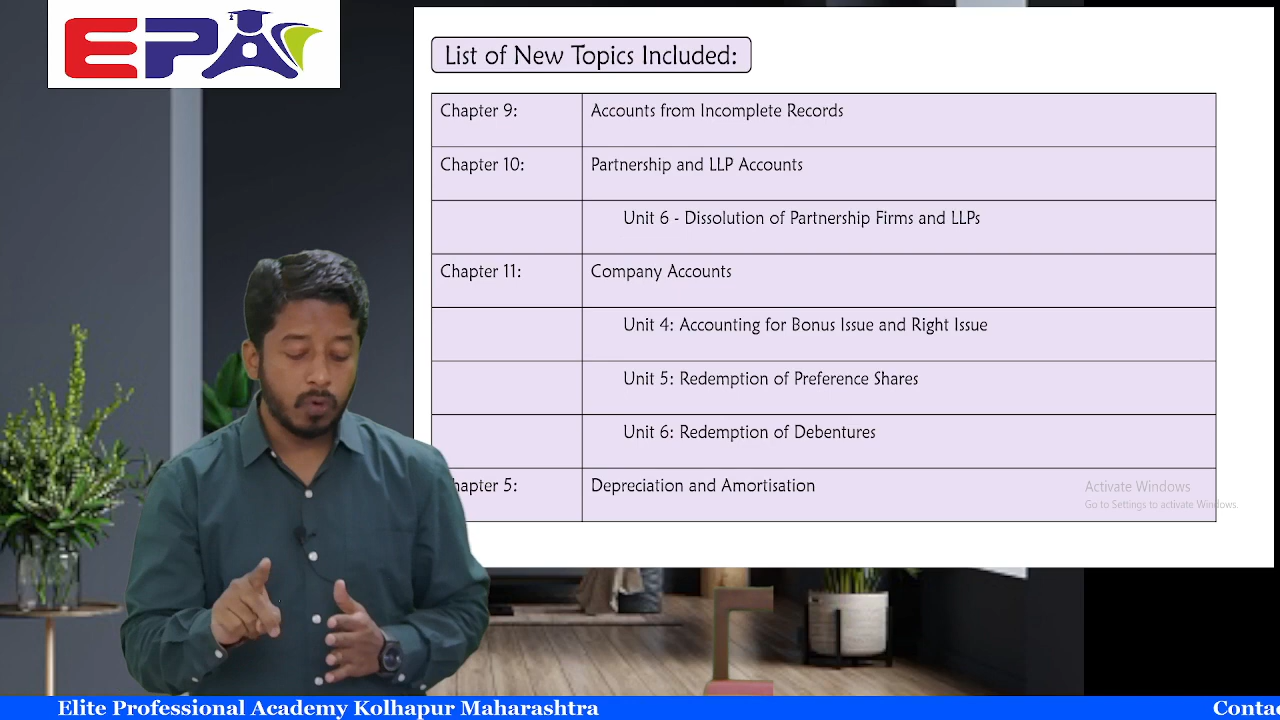 EPA
List of New Topics Included:
Chapter 9: Accounts from Incomplete Records
Chapter 10: Partnership and LLP Accounts
Unit 6 - Dissolution of Partnership Firms and LLPs
Chapter 11: Company Accounts
Unit 4: Accounting for Bonus Issue and Right Issue
Unit 5: Redemption of Preference Shares
Unit 6: Redemption of Debentures
hapter 5: Depreciation and Amortisation
Activate Windows
Go to Settings to activate Windows.
Elite Professional Academy Kolhapur Maharashtra
Contac